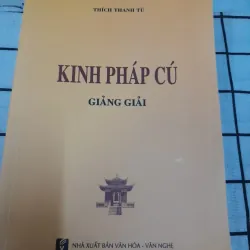 THÍCH THANH TỪ
KINH PHÁP CÚ
GIẢNG GIẢI
NHÀ XUẤT BẢN VĂN HÓA - VĂN NGHỆ